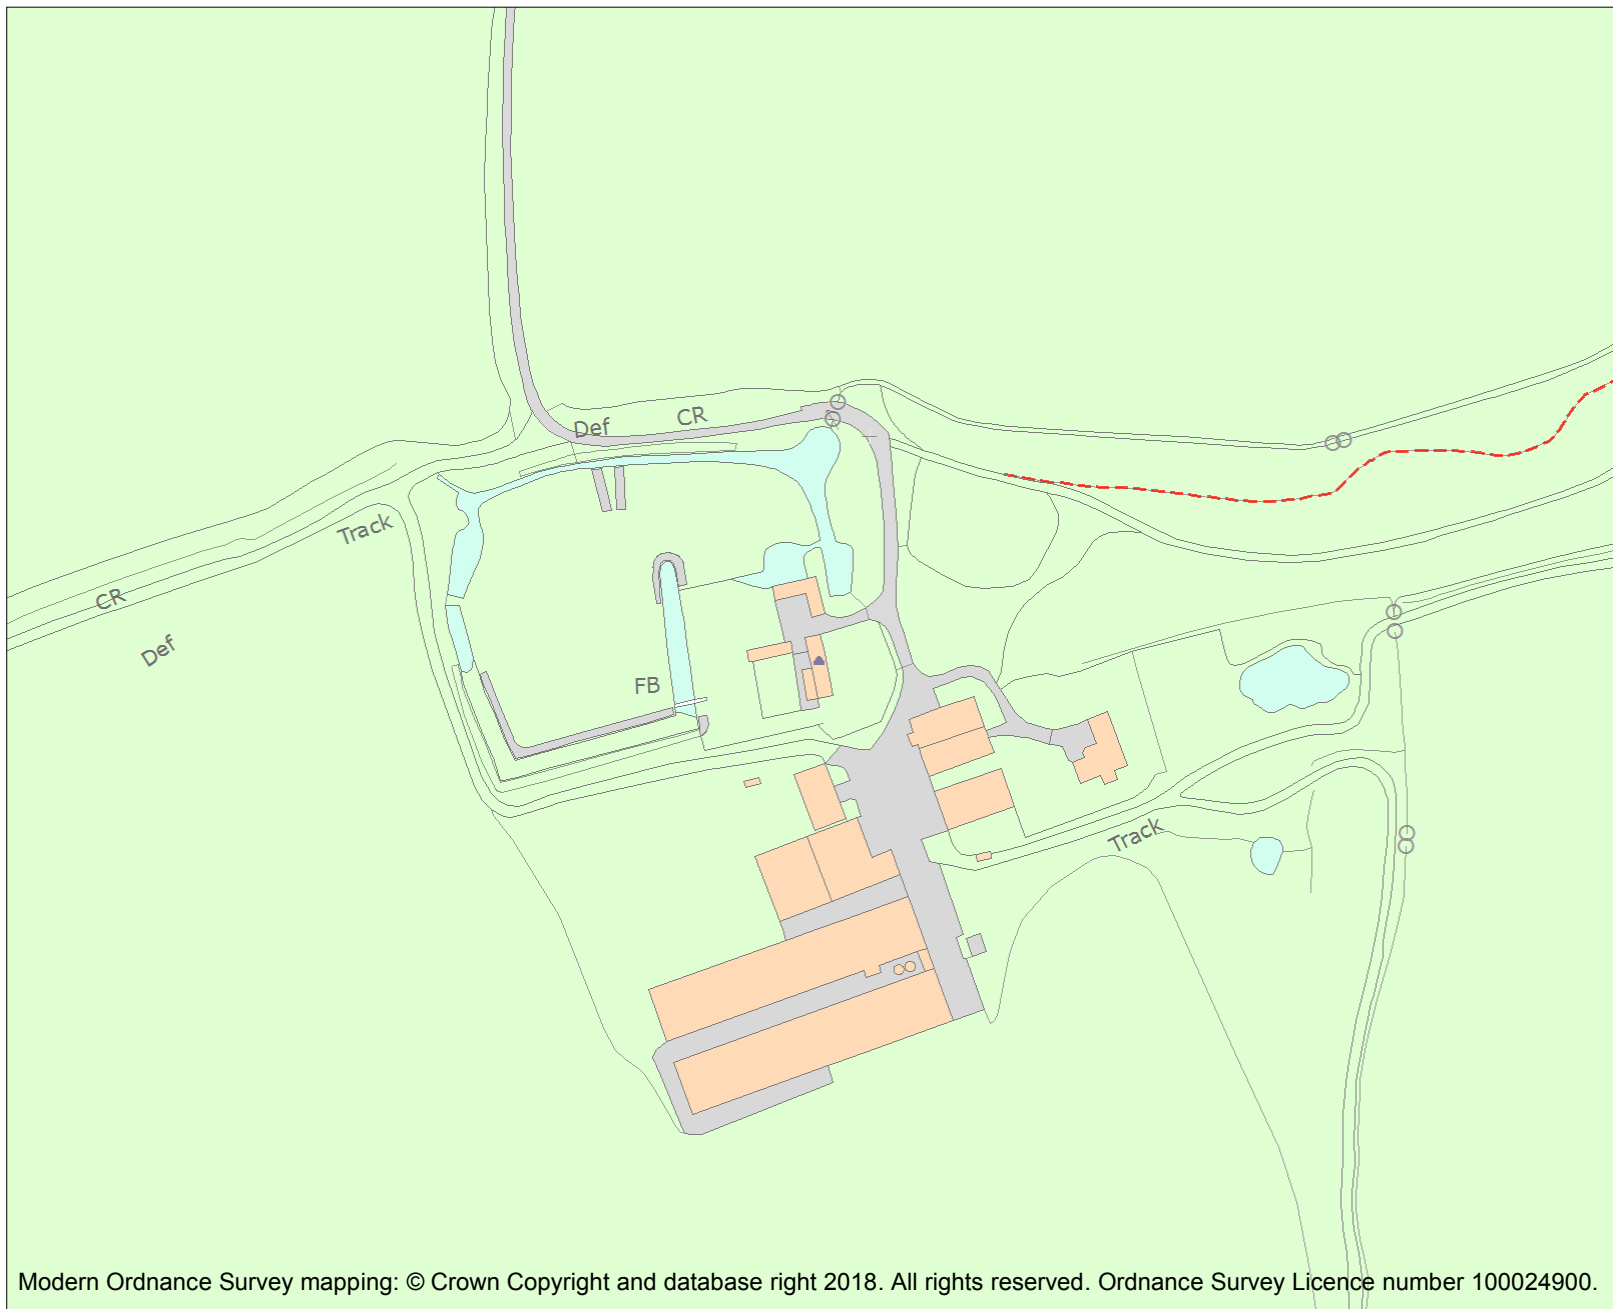 CR
Def
Track
CR
Def
FB
Track
Modern Ordnance Survey mapping: © Crown Copyright and database right 2018. All rights reserved. Ordnance Survey Licence number 100024900.